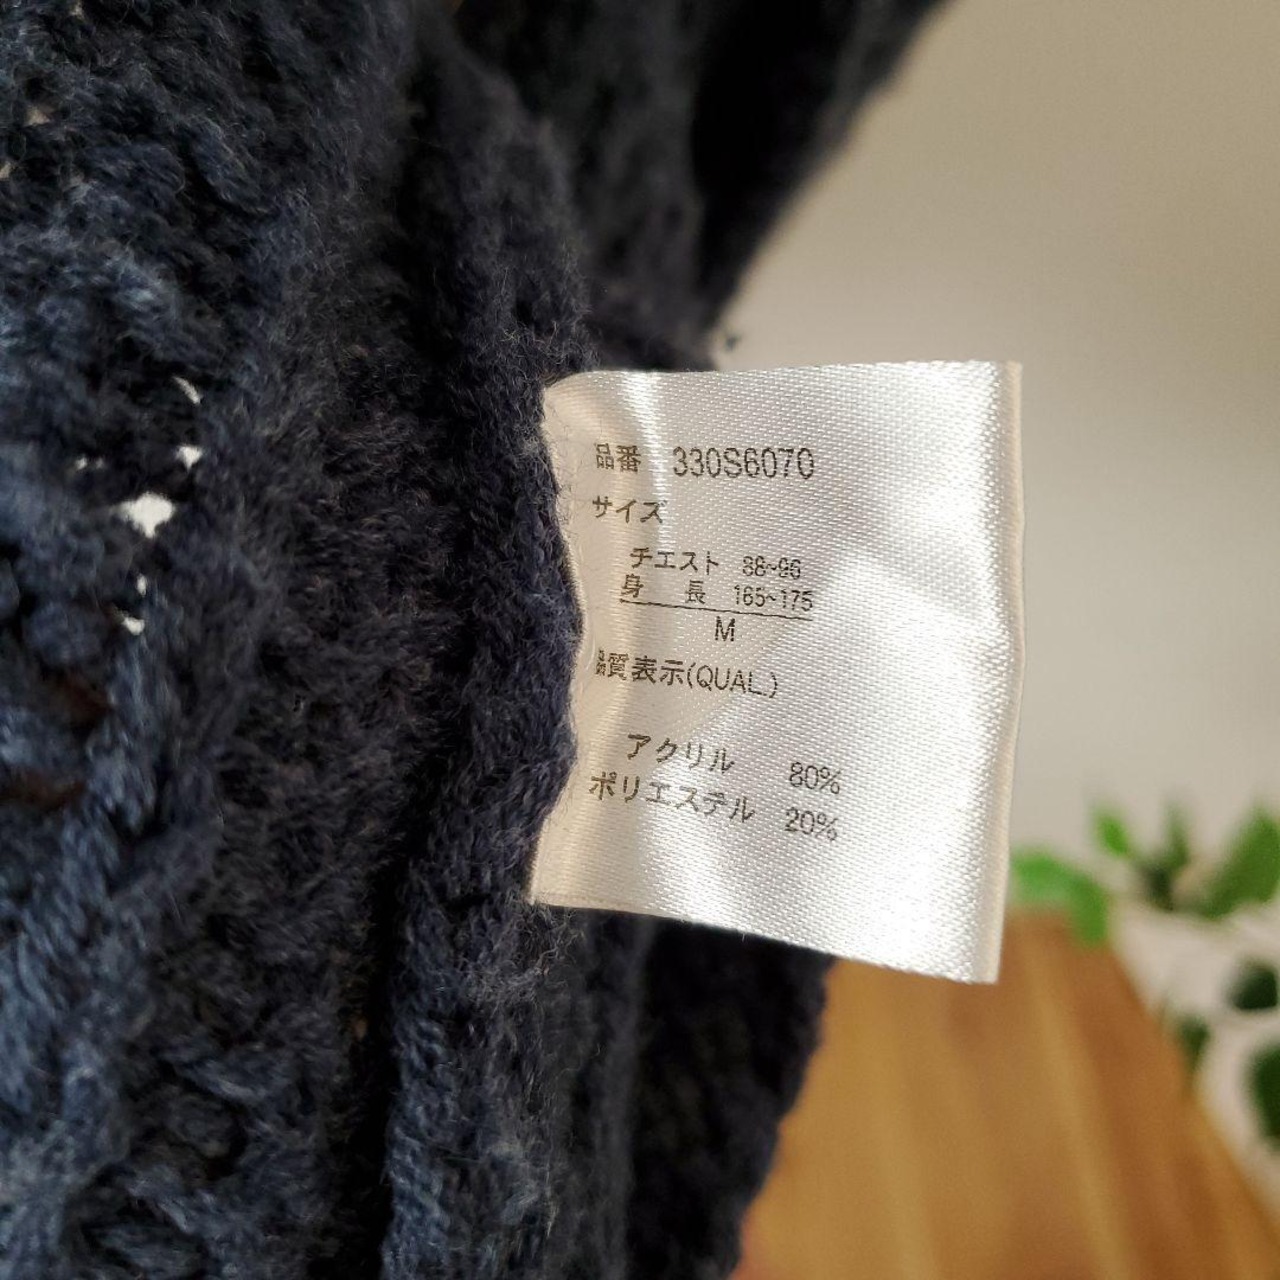 品番 330S6070
サイズ
チエスト 88~96
身 長 165~175
M
品質表示(QUAL.)
アクリル 80%
ポリエステル 20%